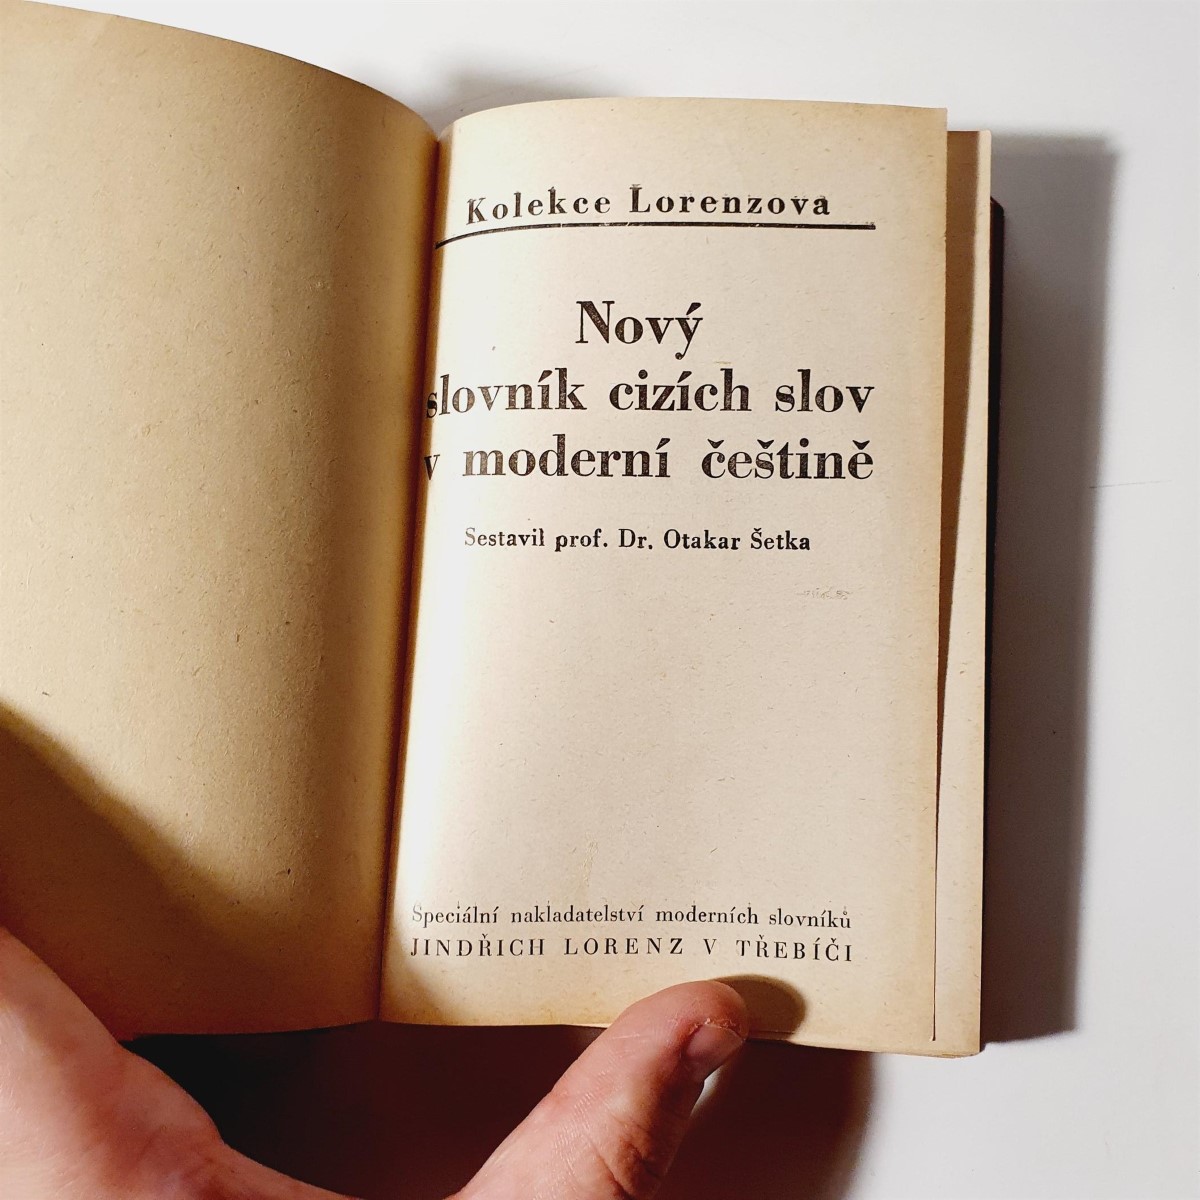 Kolekce Lorenzova
Nový
slovník cizích slov
v moderní češtině
Sestavil prof. Dr. Otakar Šetka
Speciální nakladatelství moderních slovníků
JINDŘICH LORENZ V TŘEBÍČI